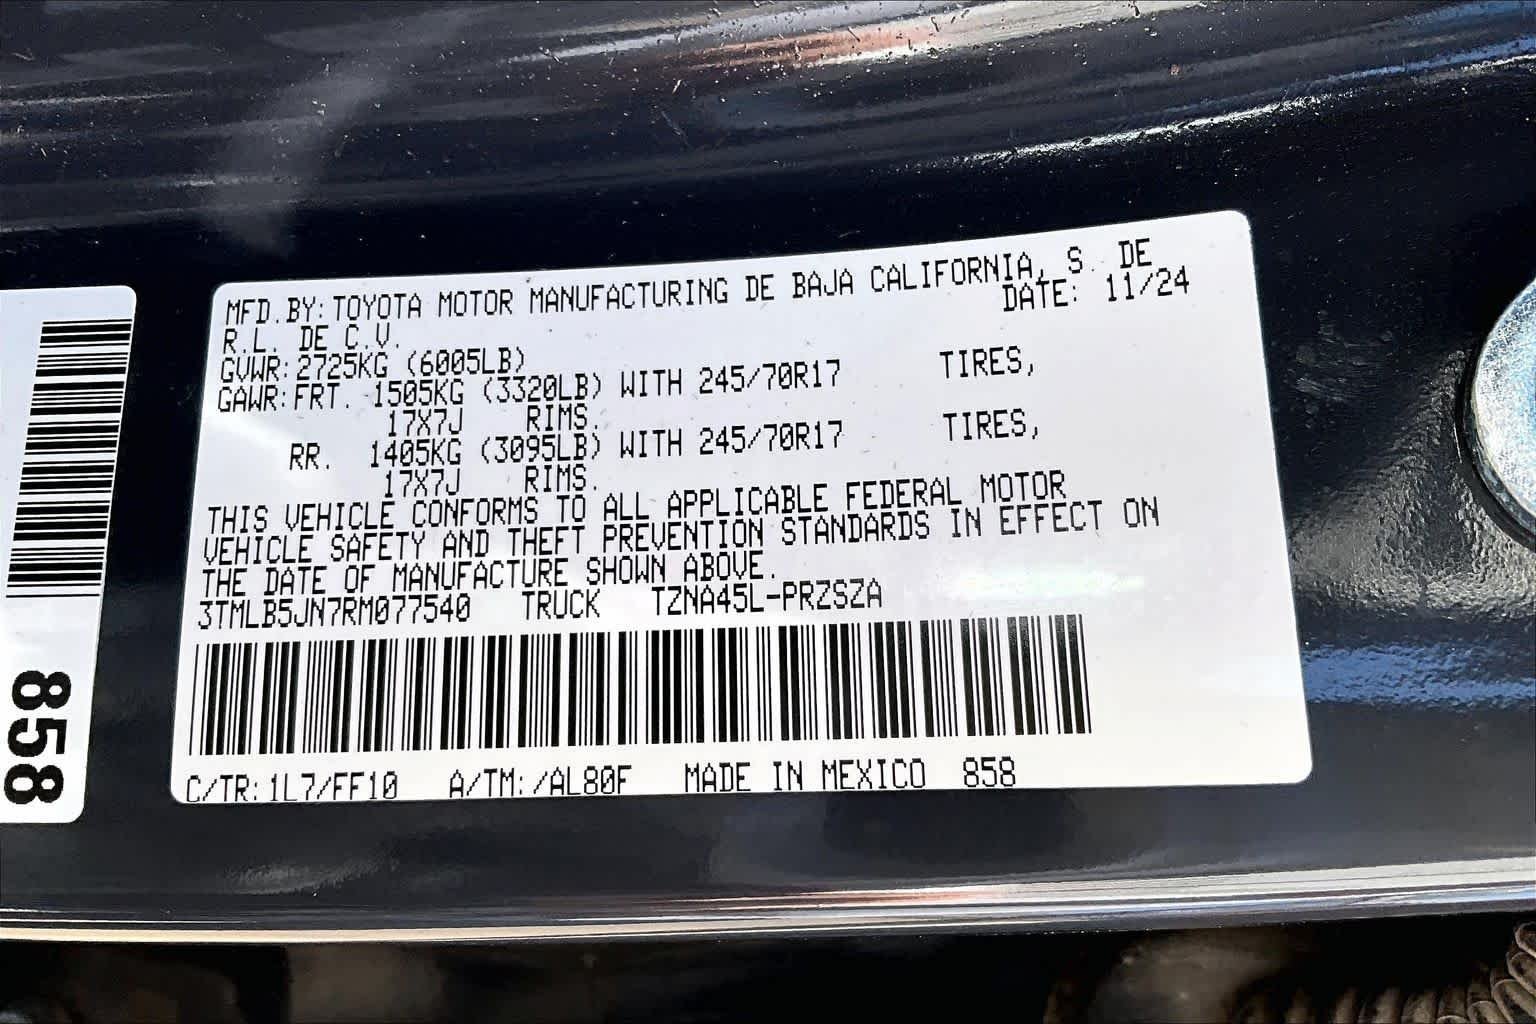 MFD.BY: TOYOTA MOTOR MANUFACTURING DE BAJA CALIFORNIA, S. DE
R.L. DE C.V. DATE: 11/24
GVWR: 2725KG (6005LB)
GAWR: FRT. 1505KG (3320LB) WITH 245/70R17 TIRES,
17X7J RIMS.
RR. 1405KG (3095LB) WITH 245/70R17 TIRES,
17X7J RIMS.
THIS VEHICLE CONFORMS TO ALL APPLICABLE FEDERAL MOTOR
VEHICLE SAFETY AND THEFT PREVENTION STANDARDS IN EFFECT ON
THE DATE OF MANUFACTURE SHOWN ABOVE.
3TMLB5JN7RM077540 TRUCK TZNA45L-PRZSZA
C/TR: 1L7/FF10 A/TM: /AL80F MADE IN MEXICO 858
858